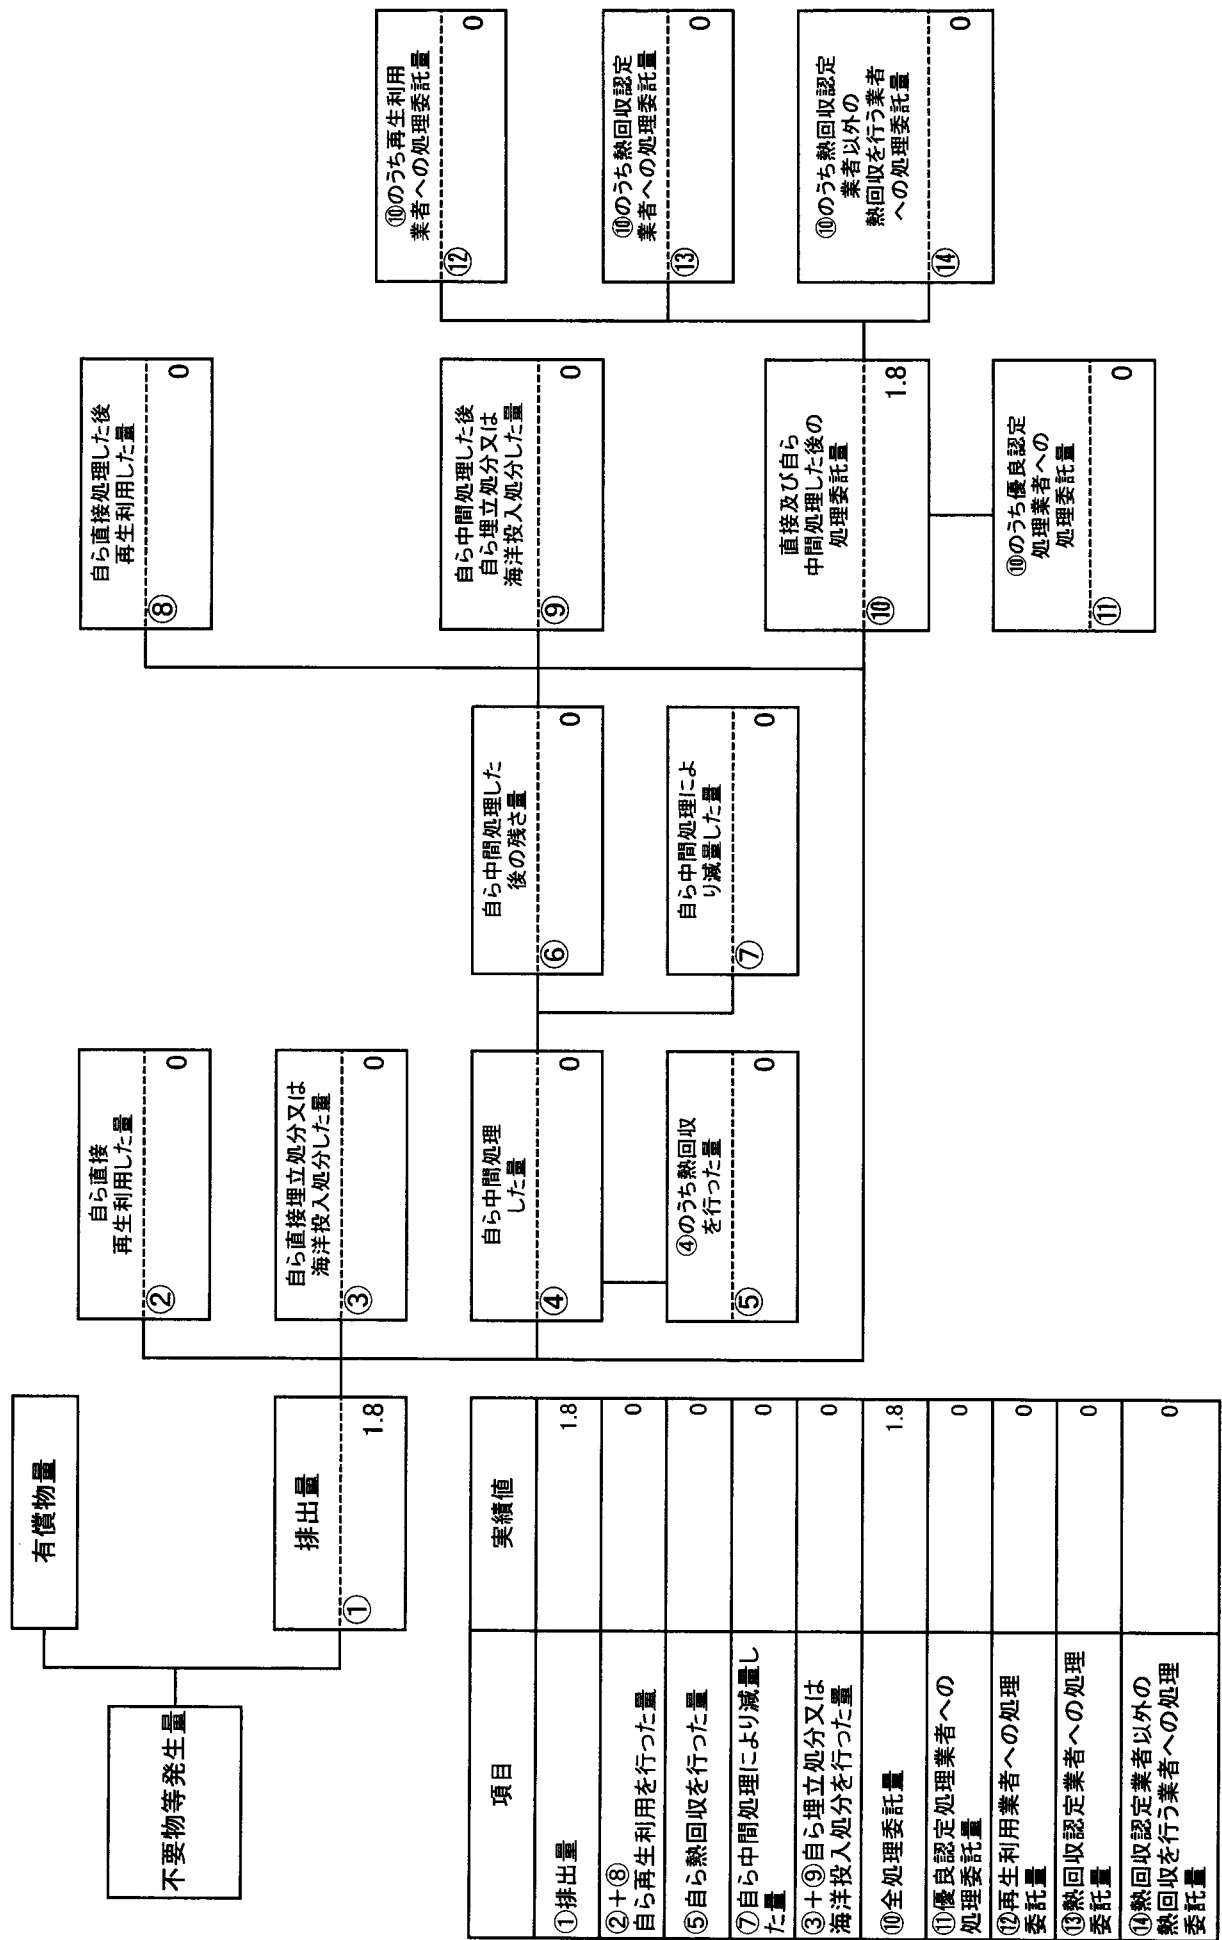 不要物等発生量
有償物量
排出量
①
1.8
自ら直接
再生利用した量
②
0
自ら直接埋立処分又は
海洋投入処分した量
③
0
自ら中間処理
した量
④
0
④のうち熱回収
を行った量
⑤
0
自ら中間処理した
後の残さ量
⑥
0
自ら中間処理によ
り減量した量
⑦
0
自ら直接処理した後
再生利用した量
⑧
0
自ら中間処理した後
自ら埋立処分又は
海洋投入処分した量
⑨
0
直接及び自ら
中間処理した後の
処理委託量
⑩
1.8
⑩のうち優良認定
処理業者への
処理委託量
⑪
0
⑩のうち再生利用
業者への処理委託量
⑫
0
⑩のうち熱回収認定
業者への処理委託量
⑬
0
⑩のうち熱回収認定
業者以外の
熱回収を行う業者
への処理委託量
⑭
0
項目 実績値
①排出量 1.8
②+⑧
自ら再生利用を行った量 0
⑤自ら熱回収を行った量 0
⑦自ら中間処理により減量し
た量 0
③+⑨自ら埋立処分又は
海洋投入処分を行った量 0
⑩全処理委託量 1.8
⑪優良認定処理業者への
処理委託量 0
⑫再生利用業者への処理
委託量 0
⑬熱回収認定業者への処理
委託量 0
⑭熱回収認定業者以外の
熱回収を行う業者への処理
委託量 0